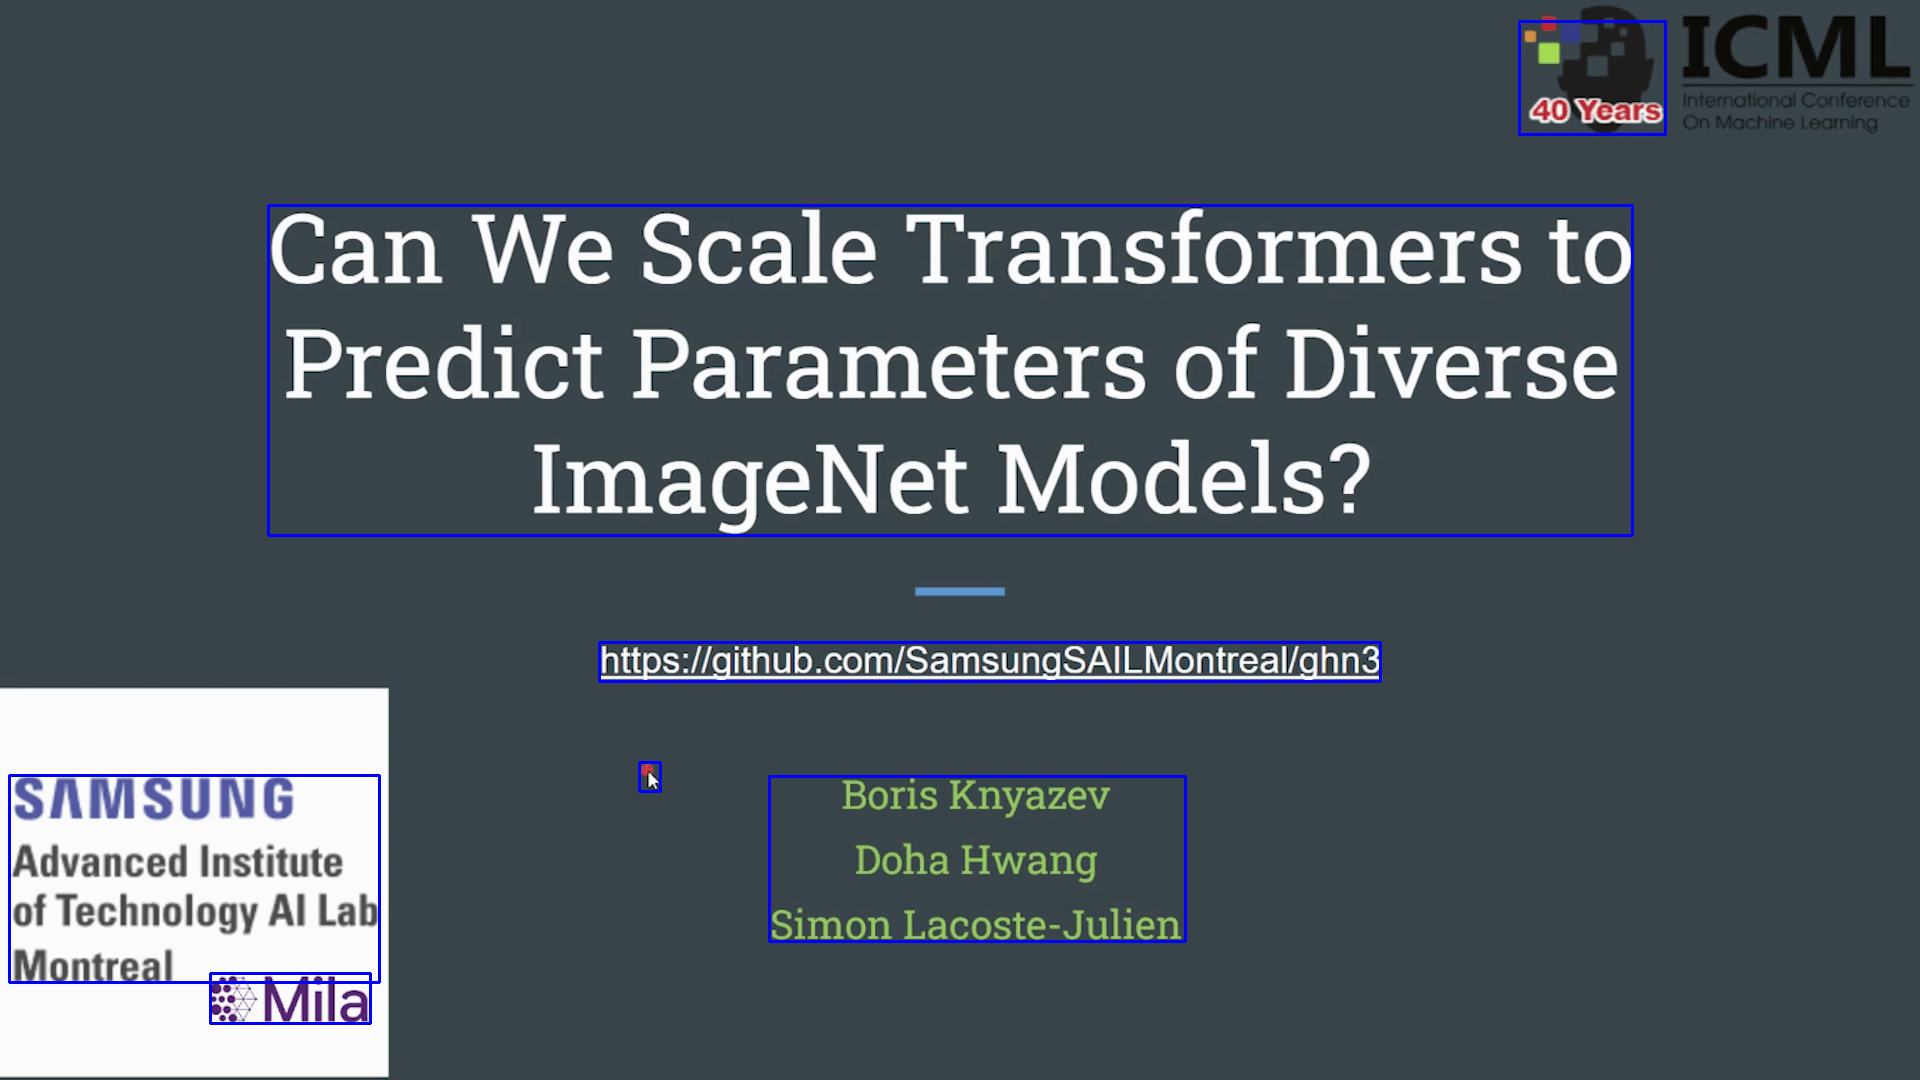 40 Years
ICML
International Conference
On Machine Learning
Can We Scale Transformers to
Predict Parameters of Diverse
ImageNet Models?
https://github.com/SamsungSAILMontreal/ghn3
Boris Knyazev
Doha Hwang
Simon Lacoste-Julien
SAMSUNG
Advanced Institute
of Technology AI Lab
Montreal
Mila